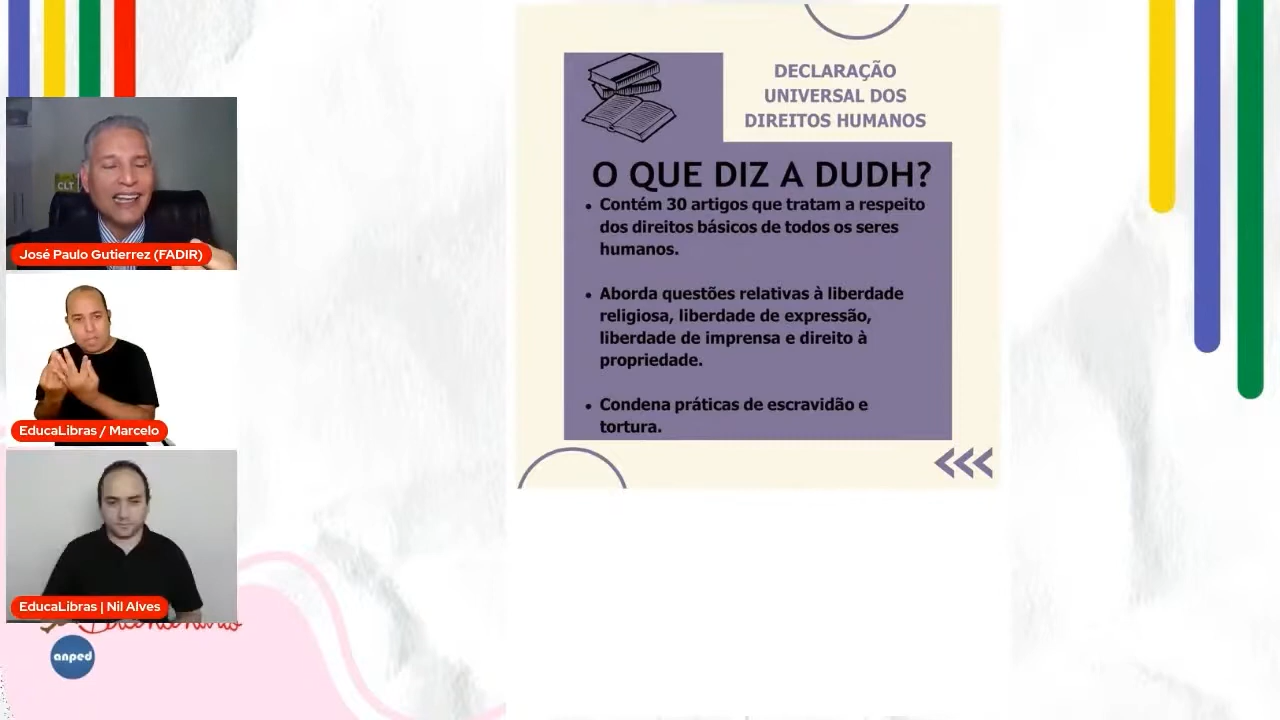 CLT
José Paulo Gutierrez (FADIR)
EducaLibras / Marcelo
EducaLibras | Nil Alves
anped
DECLARAÇÃO
UNIVERSAL DOS
DIREITOS HUMANOS
O QUE DIZ A DUDH?
• Contém 30 artigos que tratam a respeito
dos direitos básicos de todos os seres
humanos.
• Aborda questões relativas à liberdade
religiosa, liberdade de expressão,
liberdade de imprensa e direito à
propriedade.
• Condena práticas de escravidão e
tortura.